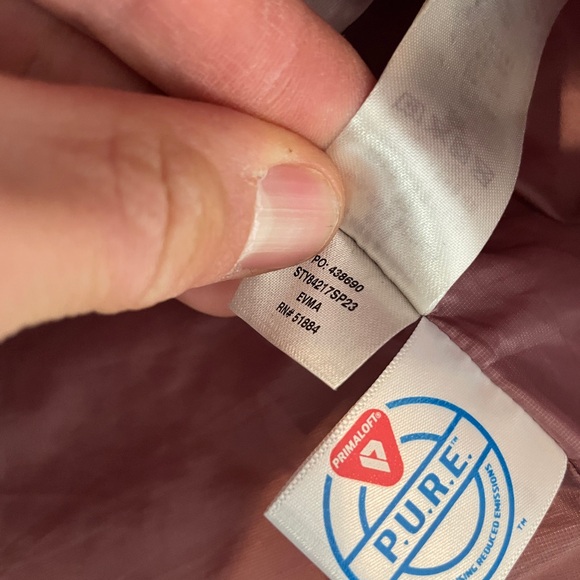 PO: 438690
STY84217SP23
EVMA
RN# 51884
PRIMALOFT®
P.U.R.E.™
REDUCED EMISSIONS
™